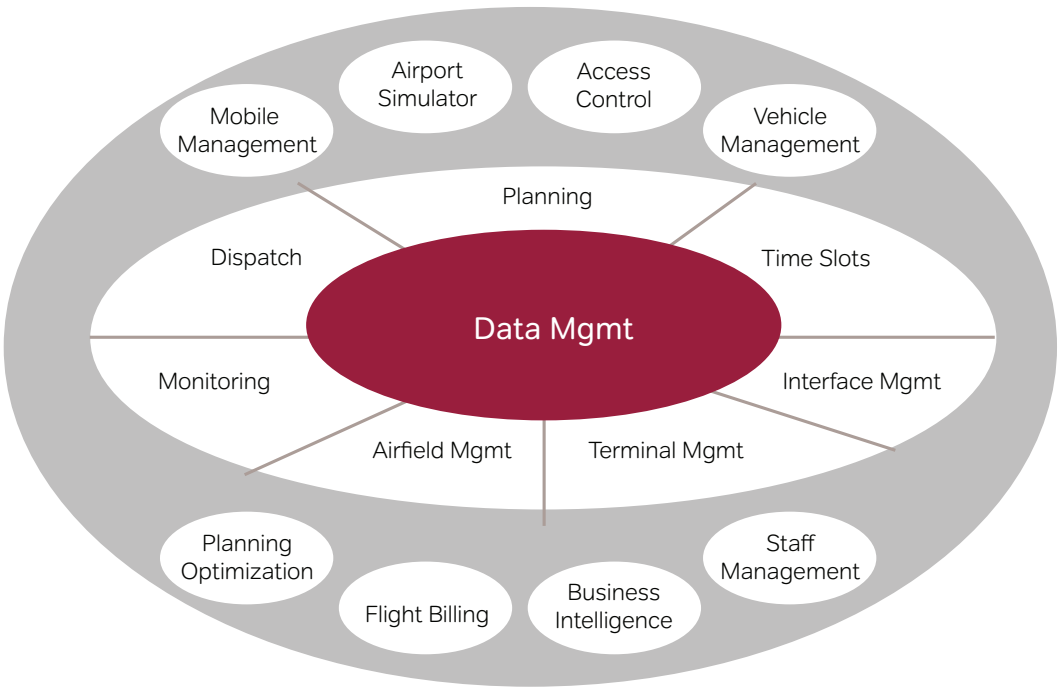 Airport
Simulator
Access
Control
Mobile
Management
Vehicle
Management
Planning
Dispatch
Time Slots
Data Mgmt
Monitoring
Interface Mgmt
Airfield Mgmt
Terminal Mgmt
Planning
Optimization
Staff
Management
Flight Billing
Business
Intelligence